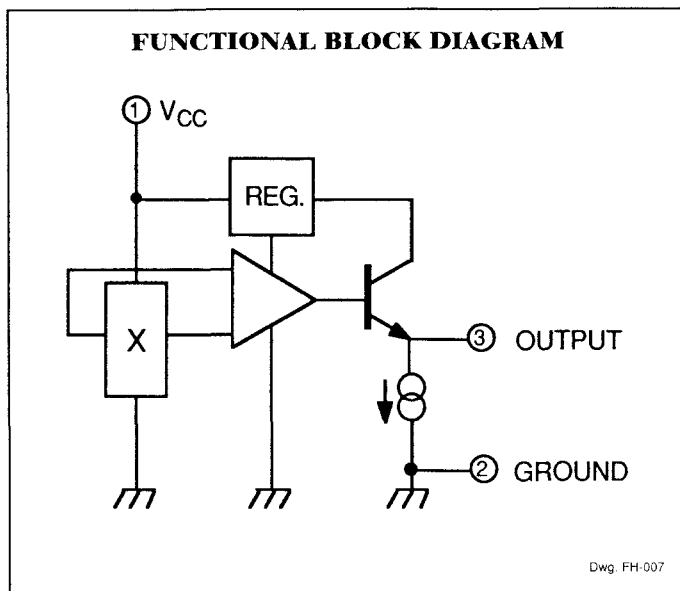 FUNCTIONAL BLOCK DIAGRAM
1 VCC
REG.
X
3 OUTPUT
2 GROUND
Dwg. FH-007